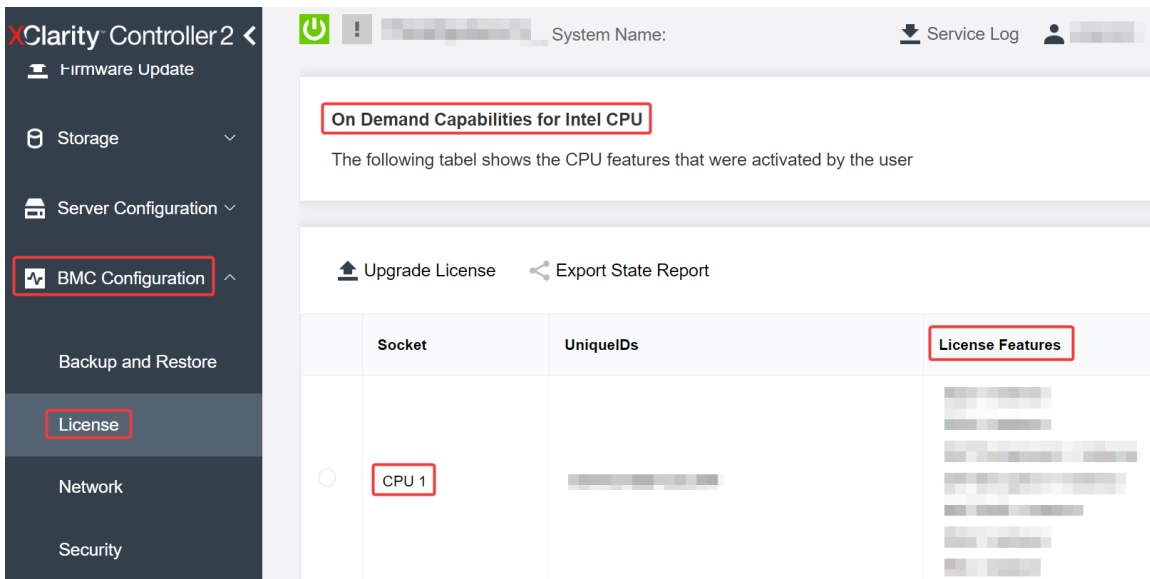 XClarity Controller 2
Firmware Update
Storage
Server Configuration
BMC Configuration
Backup and Restore
License
Network
Security
System Name:
Service Log
On Demand Capabilities for Intel CPU
The following tabel shows the CPU features that were activated by the user
Upgrade License
Export State Report
Socket
UniqueIDs
License Features
CPU 1